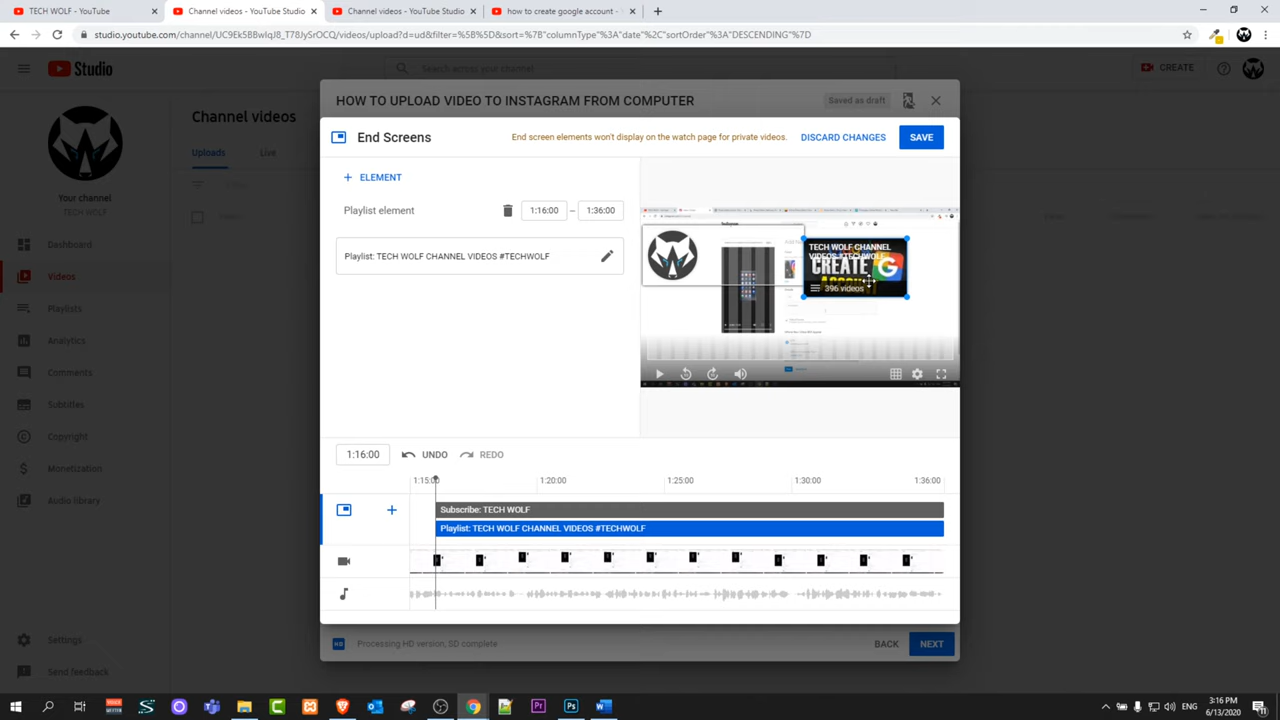 TECH WOLF - YouTube
Channel videos - YouTube Studio
Channel videos - YouTube Studio
how to create google account -
studio.youtube.com/channel/UC9Ek5BBwIqJ8_T78JySrOCQ/videos/upload?d=ud&filter=%5B%5D&sort=%7B"columnType"%3A"date"%2C"sortOrder"%3A"DESCENDING"%7D
Studio
Search across your channel
CREATE
HOW TO UPLOAD VIDEO TO INSTAGRAM FROM COMPUTER
Saved as draft
Channel videos
End Screens
End screen elements won't display on the watch page for private videos.
DISCARD CHANGES
SAVE
Uploads
Live
ELEMENT
Playlist element
1:16:00
–
1:36:00
Your channel
TECH WOLF
Playlist: TECH WOLF CHANNEL VIDEOS #TECHWOLF
TECH WOLF CHANNEL
VIDEOS #TECHWOLF
CREATE
396 videos
Dashboard
Videos
Playlists
Analytics
Comments
Subtitles
Copyright
Monetization
Audio library
1:16:00
UNDO
REDO
1:15:00
1:20:00
1:25:00
1:30:00
1:36:00
Subscribe: TECH WOLF
Playlist: TECH WOLF CHANNEL VIDEOS #TECHWOLF
Settings
Send feedback
HD
Processing HD version, SD complete
BACK
NEXT
3:16 PM
6/13/2020